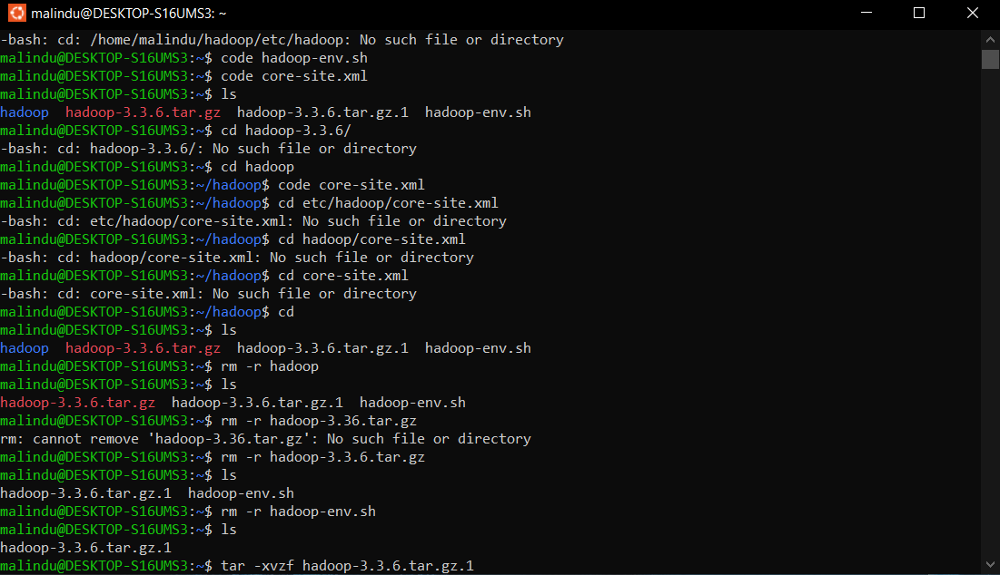 malindu@DESKTOP-S16UMS3: ~
-bash: cd: /home/malindu/hadoop/etc/hadoop: No such file or directory
malindu@DESKTOP-S16UMS3:~$ code hadoop-env.sh
malindu@DESKTOP-S16UMS3:~$ code core-site.xml
malindu@DESKTOP-S16UMS3:~$ ls
hadoop  hadoop-3.3.6.tar.gz  hadoop-3.3.6.tar.gz.1  hadoop-env.sh
malindu@DESKTOP-S16UMS3:~$ cd hadoop-3.3.6/
-bash: cd: hadoop-3.3.6/: No such file or directory
malindu@DESKTOP-S16UMS3:~$ cd hadoop
malindu@DESKTOP-S16UMS3:~/hadoop$ code core-site.xml
malindu@DESKTOP-S16UMS3:~/hadoop$ cd etc/hadoop/core-site.xml
-bash: cd: etc/hadoop/core-site.xml: No such file or directory
malindu@DESKTOP-S16UMS3:~/hadoop$ cd hadoop/core-site.xml
-bash: cd: hadoop/core-site.xml: No such file or directory
malindu@DESKTOP-S16UMS3:~/hadoop$ cd core-site.xml
-bash: cd: core-site.xml: No such file or directory
malindu@DESKTOP-S16UMS3:~/hadoop$ cd
malindu@DESKTOP-S16UMS3:~$ ls
hadoop  hadoop-3.3.6.tar.gz  hadoop-3.3.6.tar.gz.1  hadoop-env.sh
malindu@DESKTOP-S16UMS3:~$ rm -r hadoop
malindu@DESKTOP-S16UMS3:~$ ls
hadoop-3.3.6.tar.gz  hadoop-3.3.6.tar.gz.1  hadoop-env.sh
malindu@DESKTOP-S16UMS3:~$ rm -r hadoop-3.36.tar.gz
rm: cannot remove 'hadoop-3.36.tar.gz': No such file or directory
malindu@DESKTOP-S16UMS3:~$ rm -r hadoop-3.3.6.tar.gz
malindu@DESKTOP-S16UMS3:~$ ls
hadoop-3.3.6.tar.gz.1  hadoop-env.sh
malindu@DESKTOP-S16UMS3:~$ rm -r hadoop-env.sh
malindu@DESKTOP-S16UMS3:~$ ls
hadoop-3.3.6.tar.gz.1
malindu@DESKTOP-S16UMS3:~$ tar -xvzf hadoop-3.3.6.tar.gz.1